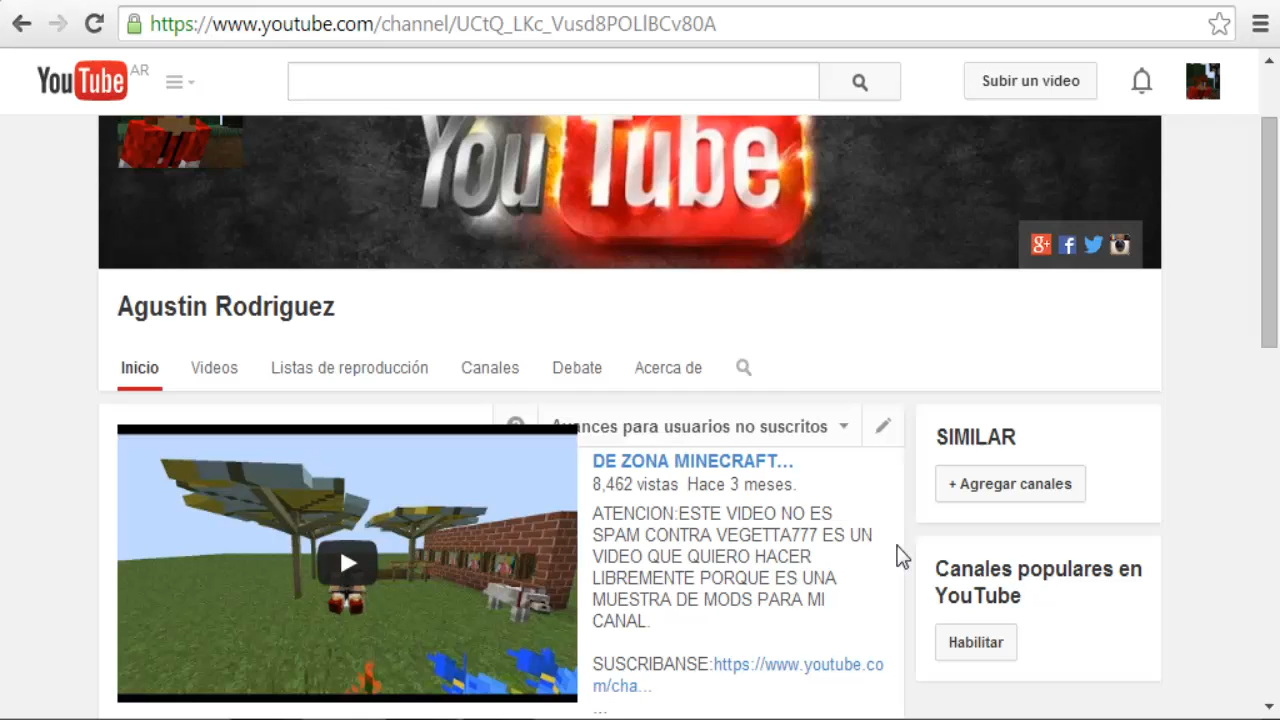 https://www.youtube.com/channel/UCtQ_LKc_Vusd8POLlBCv80A
YouTube AR
Subir un video
YouTube
Agustin Rodriguez
Inicio Videos Listas de reproducción Canales Debate Acerca de
para usuarios no suscritos
DE ZONA MINECRAFT...
8,462 vistas Hace 3 meses.
ATENCION:ESTE VIDEO NO ES
SPAM CONTRA VEGETTA777 ES UN
VIDEO QUE QUIERO HACER
LIBREMENTE PORQUE ES UNA
MUESTRA DE MODS PARA MI
CANAL.
SUSCRIBANSE:https://www.youtube.co
m/cha...
...
SIMILAR
+ Agregar canales
Canales populares en
YouTube
Habilitar